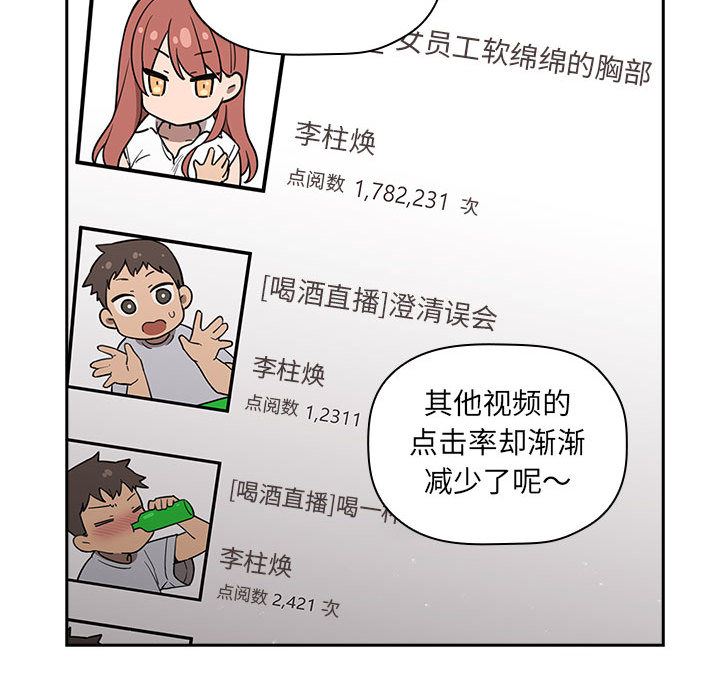 女员工软绵绵的胸部
李柱焕
点阅数 1,782,231 次
[喝酒直播]澄清误会
李柱焕
点阅数 1,2311
其他视频的
点击率却渐渐
减少了呢～
[喝酒直播]喝一杯
李柱焕
点阅数 2,421 次